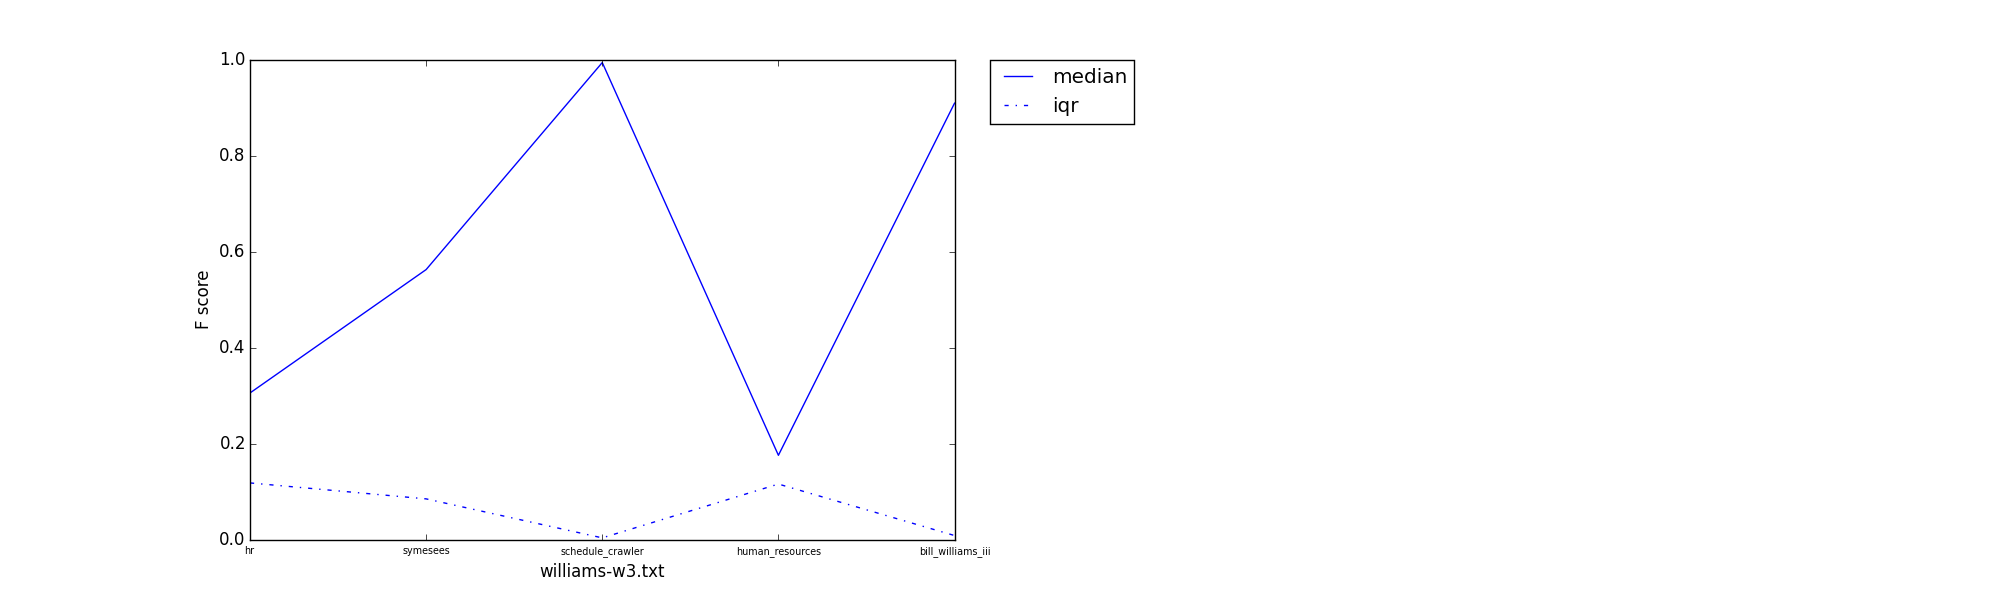 1.0
0.8
0.6
0.4
0.2
0.0
F score
hr
symesees
schedule_crawler
human_resources
bill_williams_iii
williams-w3.txt
median
iqr